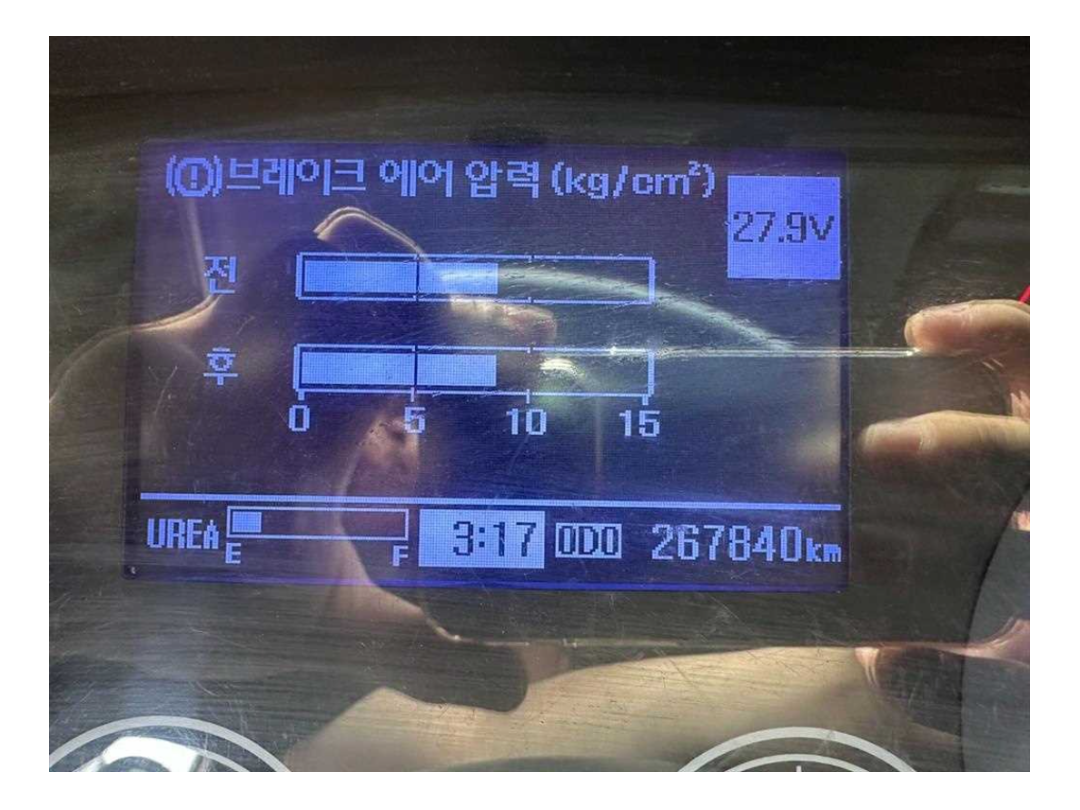 (!)브레이크 에어 압력(kg/cm²)
27.9V
전
후
0 5 10 15
UREA E F 3:17 ODO 267840km